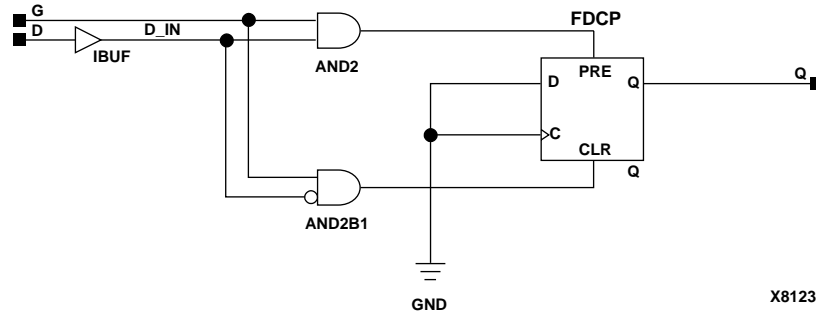 G
D
D_IN
IBUF
AND2
FDCP
PRE
D
Q
Q
C
CLR
Q
AND2B1
GND
X8123